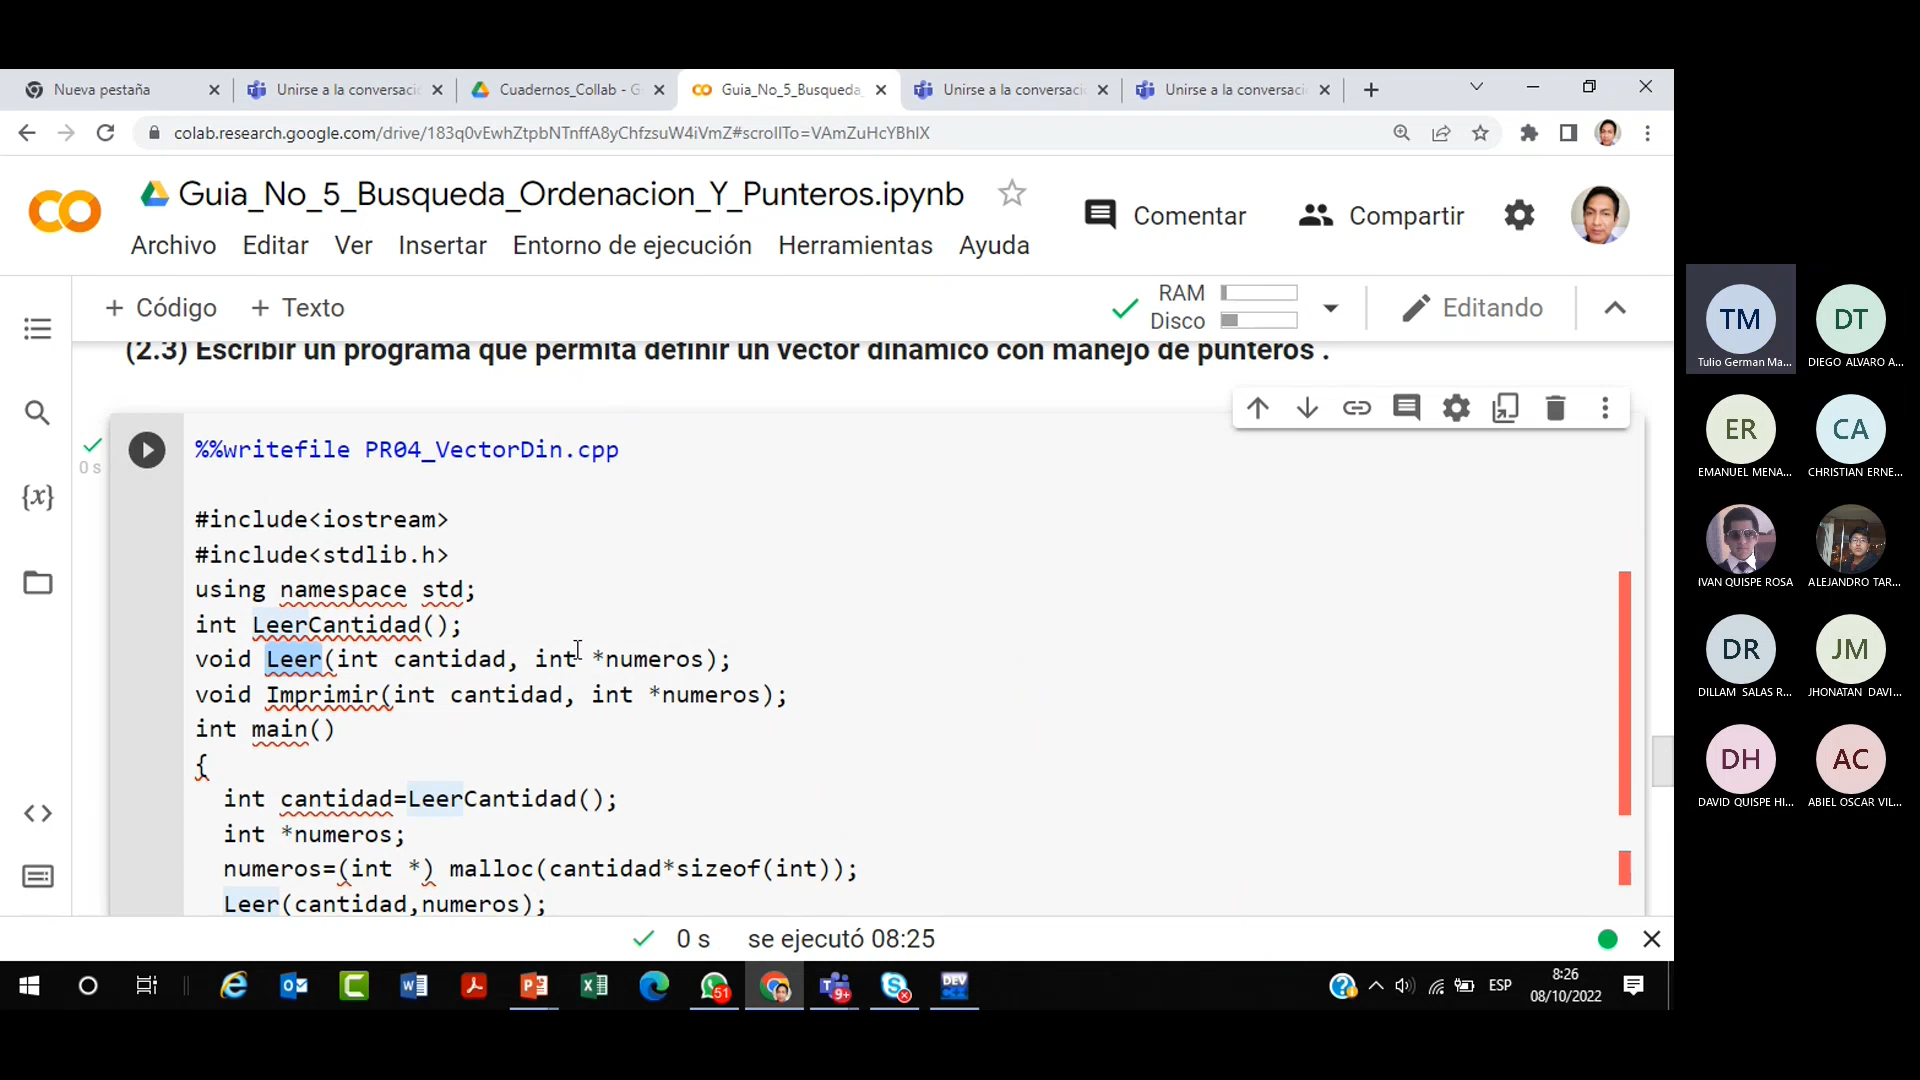 Nueva pestaña
Unirse a la conversació
Cuadernos_Collab - G
Guia_No_5_Busqueda_
Unirse a la conversaci
Unirse a la conversaci
colab.research.google.com/drive/183q0vEwhZtpbNTnffA8yChfzsuW4iVmZ#scrollTo=VAmZuHcYBhlX
Guia_No_5_Busqueda_Ordenacion_Y_Punteros.ipynb
Comentar
Compartir
Archivo Editar Ver Insertar Entorno de ejecución Herramientas Ayuda
+ Código + Texto
RAM
Disco
Editando
(2.3) Escribir un programa que permita definir un vector dinamico con manejo de punteros .
0 s
%%writefile PR04_VectorDin.cpp
#include<iostream>
#include<stdlib.h>
using namespace std;
int LeerCantidad();
void Leer(int cantidad, int *numeros);
void Imprimir(int cantidad, int *numeros);
int main()
{
int cantidad=LeerCantidad();
int *numeros;
numeros=(int *) malloc(cantidad*sizeof(int));
Leer(cantidad,numeros);
0 s se ejecutó 08:25
51
9+
DEV
ESP
8:26
08/10/2022
TM
Tulio German Ma...
DT
DIEGO ALVARO A...
ER
EMANUEL MENA...
CA
CHRISTIAN ERNE...
IVAN QUISPE ROSA
ALEJANDRO TAR...
DR
DILLAM SALAS R...
JM
JHONATAN DAVI...
DH
DAVID QUISPE HI...
AC
ABIEL OSCAR VIL...